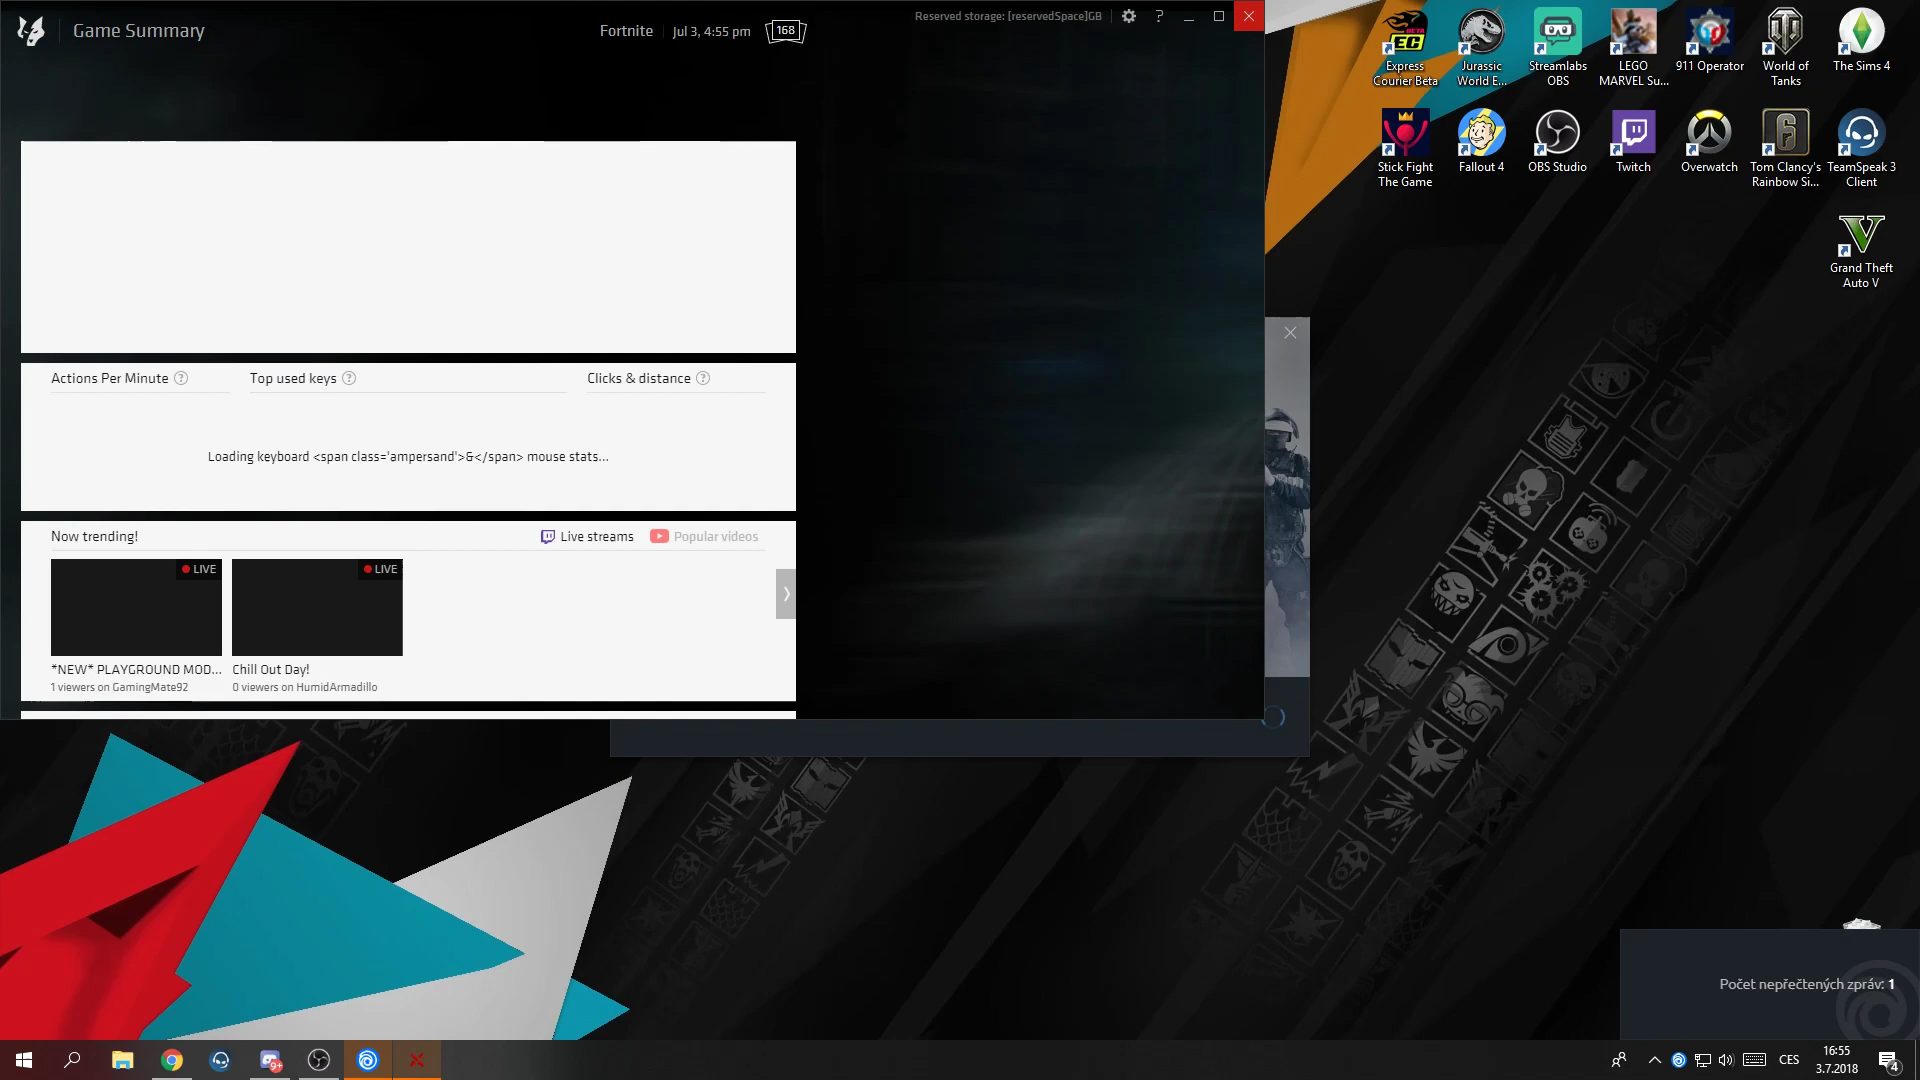 Game Summary
Fortnite
Jul 3, 4:55 pm
168
Reserved storage: [reservedSpace]GB
?
Actions Per Minute ?
Top used keys ?
Clicks & distance ?
Loading keyboard <span class='ampersand'>&</span> mouse stats...
Now trending!
Live streams
Popular videos
LIVE
LIVE
*NEW* PLAYGROUND MOD...
1 viewers on GamingMate92
Chill Out Day!
0 viewers on HumidArmadillo
BETA
EC
Express
Courier Beta
Jurassic
World E...
Streamlabs
OBS
LEGO
MARVEL Su...
911 Operator
World of
Tanks
The Sims 4
Stick Fight
The Game
Fallout 4
OBS Studio
Twitch
Overwatch
6
Tom Clancy's
Rainbow Si...
TeamSpeak 3
Client
V
Grand Theft
Auto V
Počet nepřečtených zpráv: 1
9+
CES
16:55
3.7.2018
4